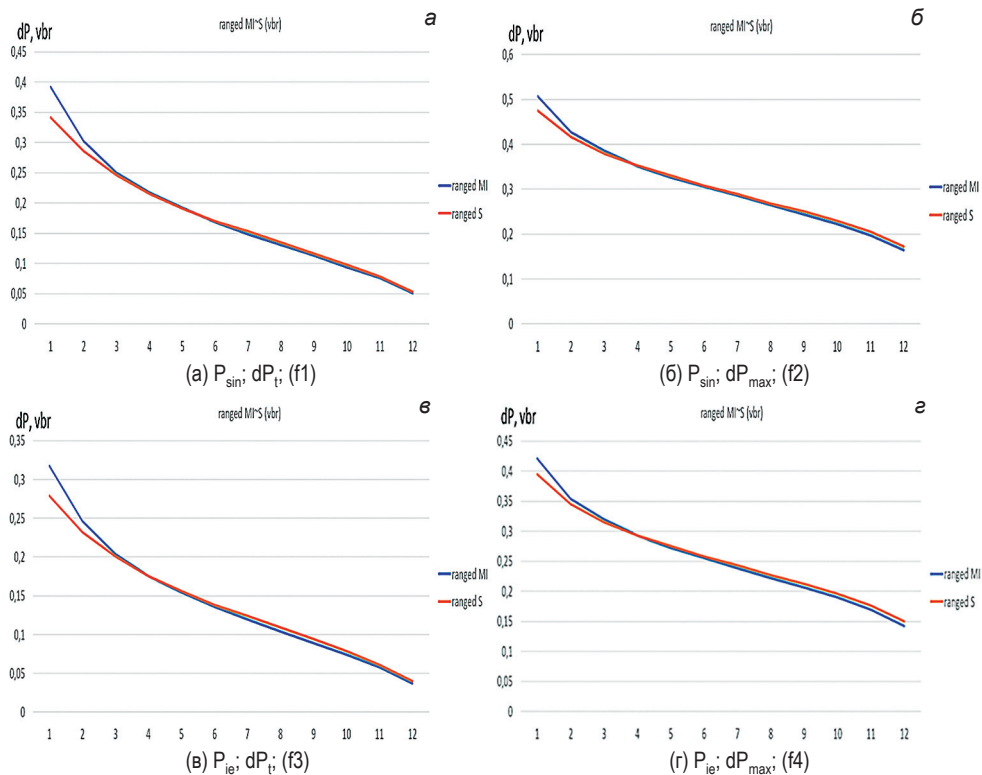 а
ranged MI~S (vbr)
dP, vbr
0,45
0,4
0,35
0,3
0,25
0,2
0,15
0,1
0,05
0
1 2 3 4 5 6 7 8 9 10 11 12
ranged MI
ranged S
(а) P_sin; dP_t; (f1)
б
ranged MI~S (vbr)
dP, vbr
0,6
0,5
0,4
0,3
0,2
0,1
0
1 2 3 4 5 6 7 8 9 10 11 12
ranged MI
ranged S
(б) P_sin; dP_max; (f2)
в
ranged MI~S (vbr)
dP, vbr
0,35
0,3
0,25
0,2
0,15
0,1
0,05
0
1 2 3 4 5 6 7 8 9 10 11 12
ranged MI
ranged S
(в) P_ie; dP_t; (f3)
г
ranged MI~S (vbr)
dP, vbr
0,45
0,4
0,35
0,3
0,25
0,2
0,15
0,1
0,05
0
1 2 3 4 5 6 7 8 9 10 11 12
ranged MI
ranged S
(г) P_ie; dP_max; (f4)